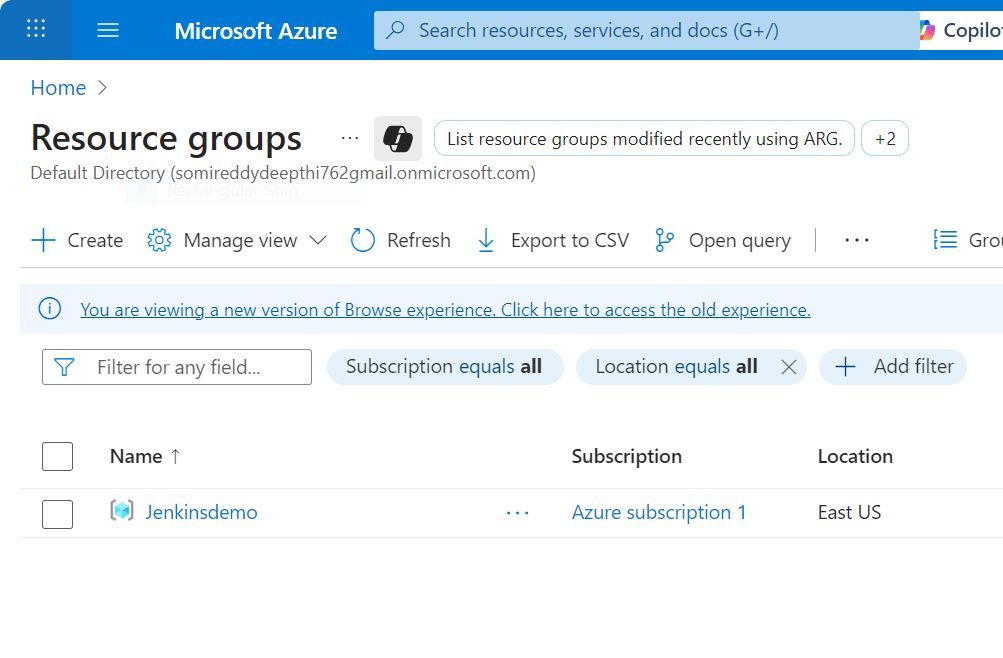 Microsoft Azure
Search resources, services, and docs (G+/)
Home
Resource groups
List resource groups modified recently using ARG.
+2
Default Directory (somireddydeepthi762gmail.onmicrosoft.com)
Rectangular Snip
Create
Manage view
Refresh
Export to CSV
Open query
You are viewing a new version of Browse experience. Click here to access the old experience.
Filter for any field...
Subscription equals all
Location equals all
Add filter
Name ↑
Subscription
Location
Jenkinsdemo
Azure subscription 1
East US